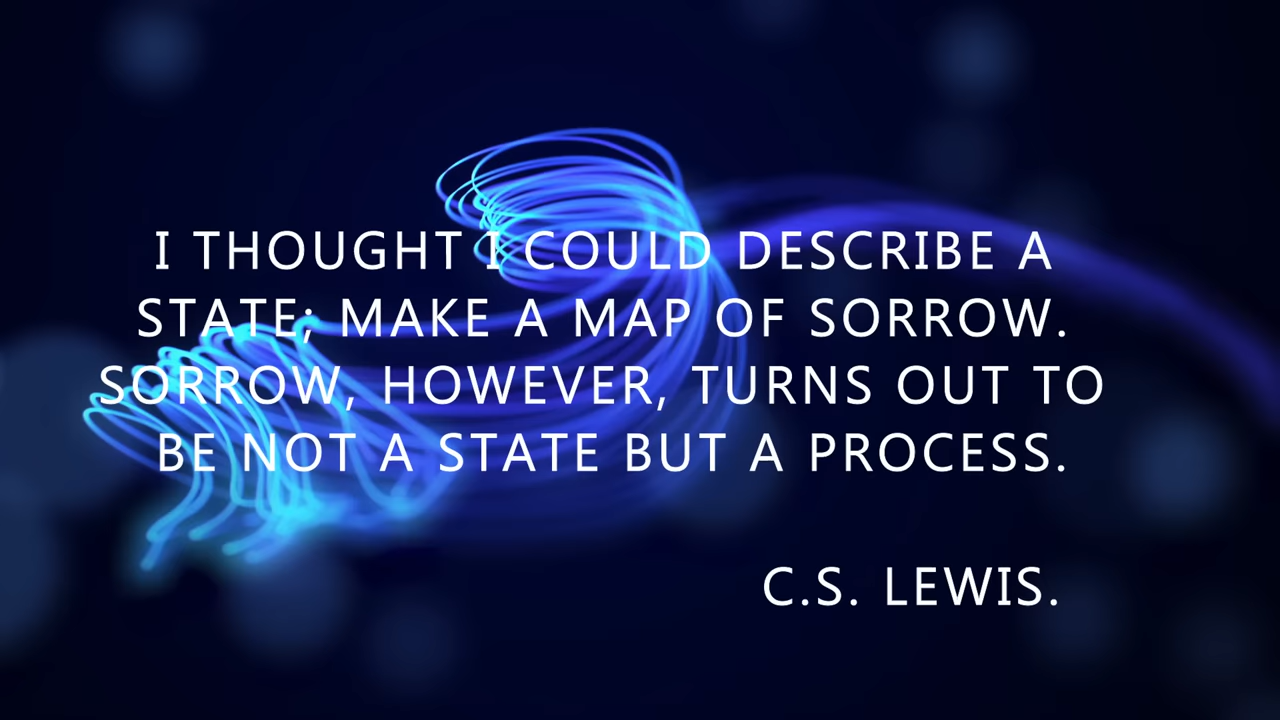 I THOUGHT I COULD DESCRIBE A
STATE; MAKE A MAP OF SORROW.
SORROW, HOWEVER, TURNS OUT TO
BE NOT A STATE BUT A PROCESS.
C.S. LEWIS.